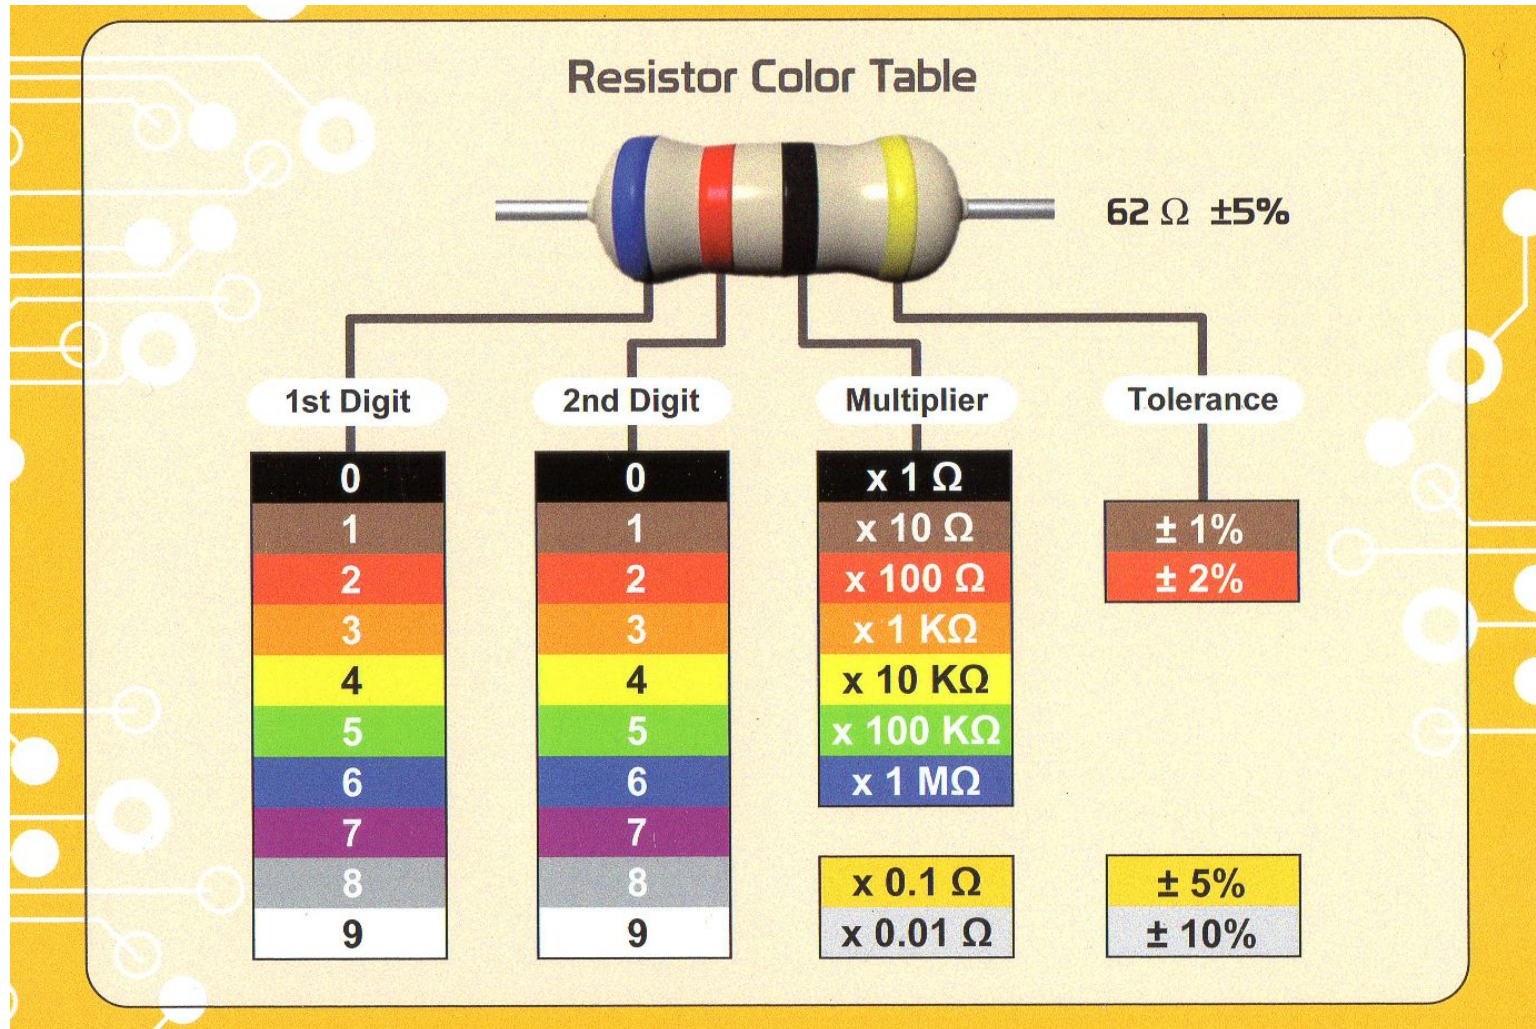 Resistor Color Table
62 Ω ±5%
1st Digit
0
1
2
3
4
5
6
7
8
9
2nd Digit
0
1
2
3
4
5
6
7
8
9
Multiplier
x 1 Ω
x 10 Ω
x 100 Ω
x 1 KΩ
x 10 KΩ
x 100 KΩ
x 1 MΩ
x 0.1 Ω
x 0.01 Ω
Tolerance
± 1%
± 2%
± 5%
± 10%